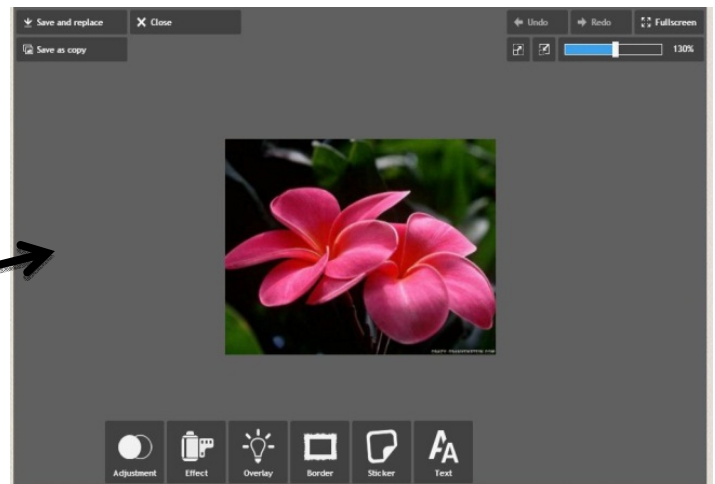 Save and replace
Close
Undo
Redo
Fullscreen
Save as copy
130%
Adjustment
Effect
Overlay
Border
Sticker
Text